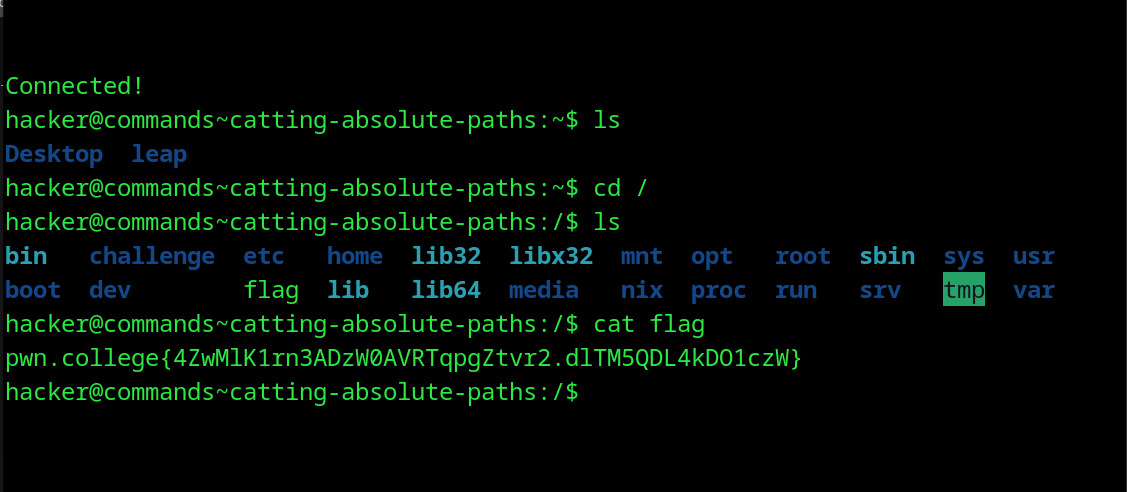 Connected!
hacker@commands~catting-absolute-paths:~$ ls
Desktop  leap
hacker@commands~catting-absolute-paths:~$ cd /
hacker@commands~catting-absolute-paths:/$ ls
bin   challenge  etc   home  lib32  libx32  mnt  opt   root  sbin  sys  usr
boot  dev        flag  lib   lib64  media   nix  proc  run   srv   tmp  var
hacker@commands~catting-absolute-paths:/$ cat flag
pwn.college{4ZwMlK1rn3ADzW0AVRTqpgZtvr2.dlTM5QDL4kDO1czW}
hacker@commands~catting-absolute-paths:/$